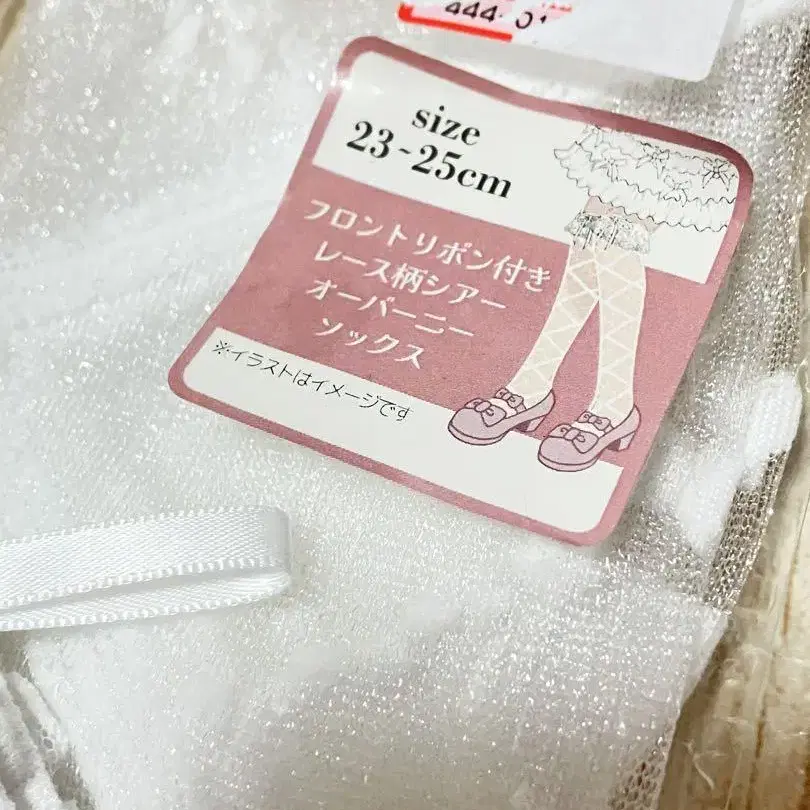 444-01
size
23~25cm
フロントリボン付き
レース柄シアー
オーバーニー
ソックス
※イラストはイメージです